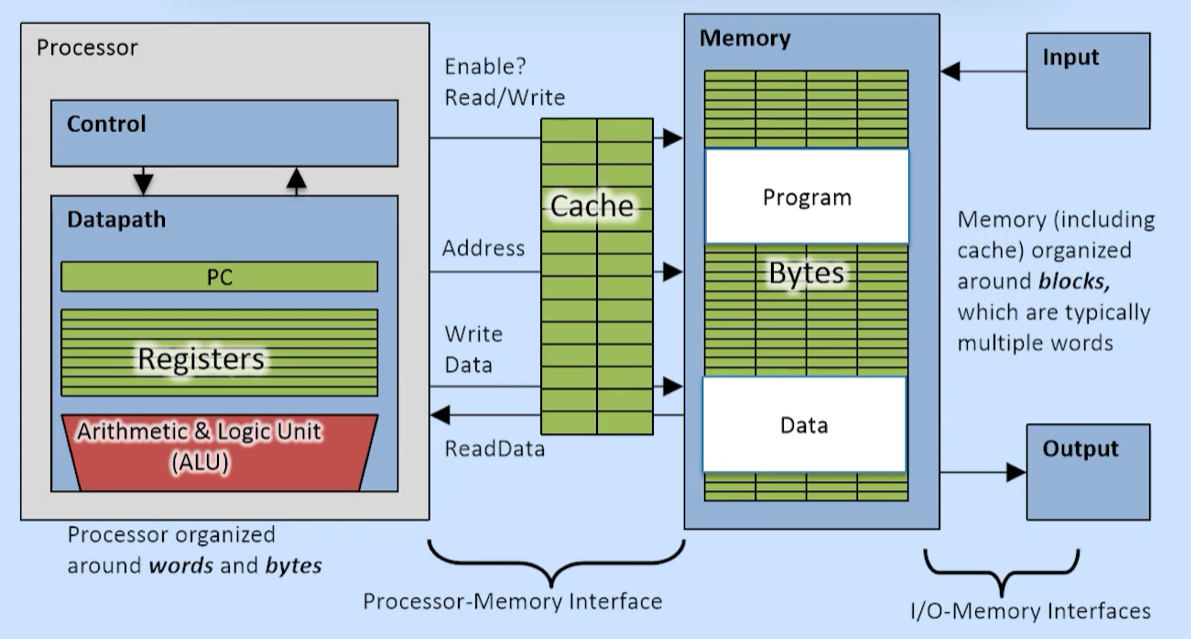 Processor
Control
Datapath
PC
Registers
Arithmetic & Logic Unit
(ALU)
Processor organized
around words and bytes
Enable?
Read/Write
Address
Write
Data
ReadData
Cache
Processor-Memory Interface
Memory
Program
Bytes
Data
Input
Memory (including
cache) organized
around blocks,
which are typically
multiple words
Output
I/O-Memory Interfaces